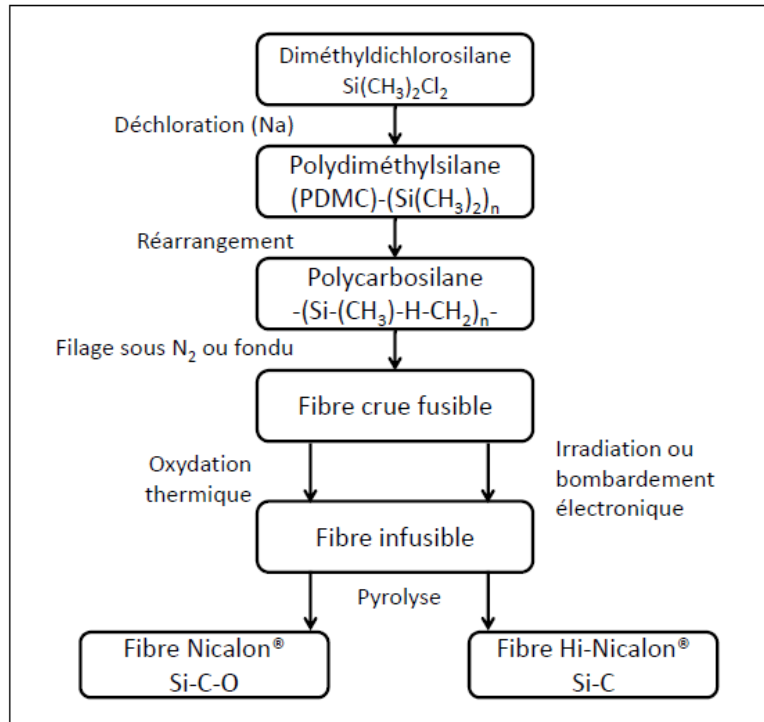 Diméthyldichlorosilane
Si(CH₃)₂Cl₂
Déchloration (Na)
Polydiméthylsilane
(PDMC)-(Si(CH₃)₂)ₙ
Réarrangement
Polycarbosilane
-(Si-(CH₃)-H-CH₂)ₙ-
Filage sous N₂ ou fondu
Fibre crue fusible
Oxydation
thermique
Irradiation ou
bombardement
électronique
Fibre infusible
Pyrolyse
Fibre Nicalon®
Si-C-O
Fibre Hi-Nicalon®
Si-C